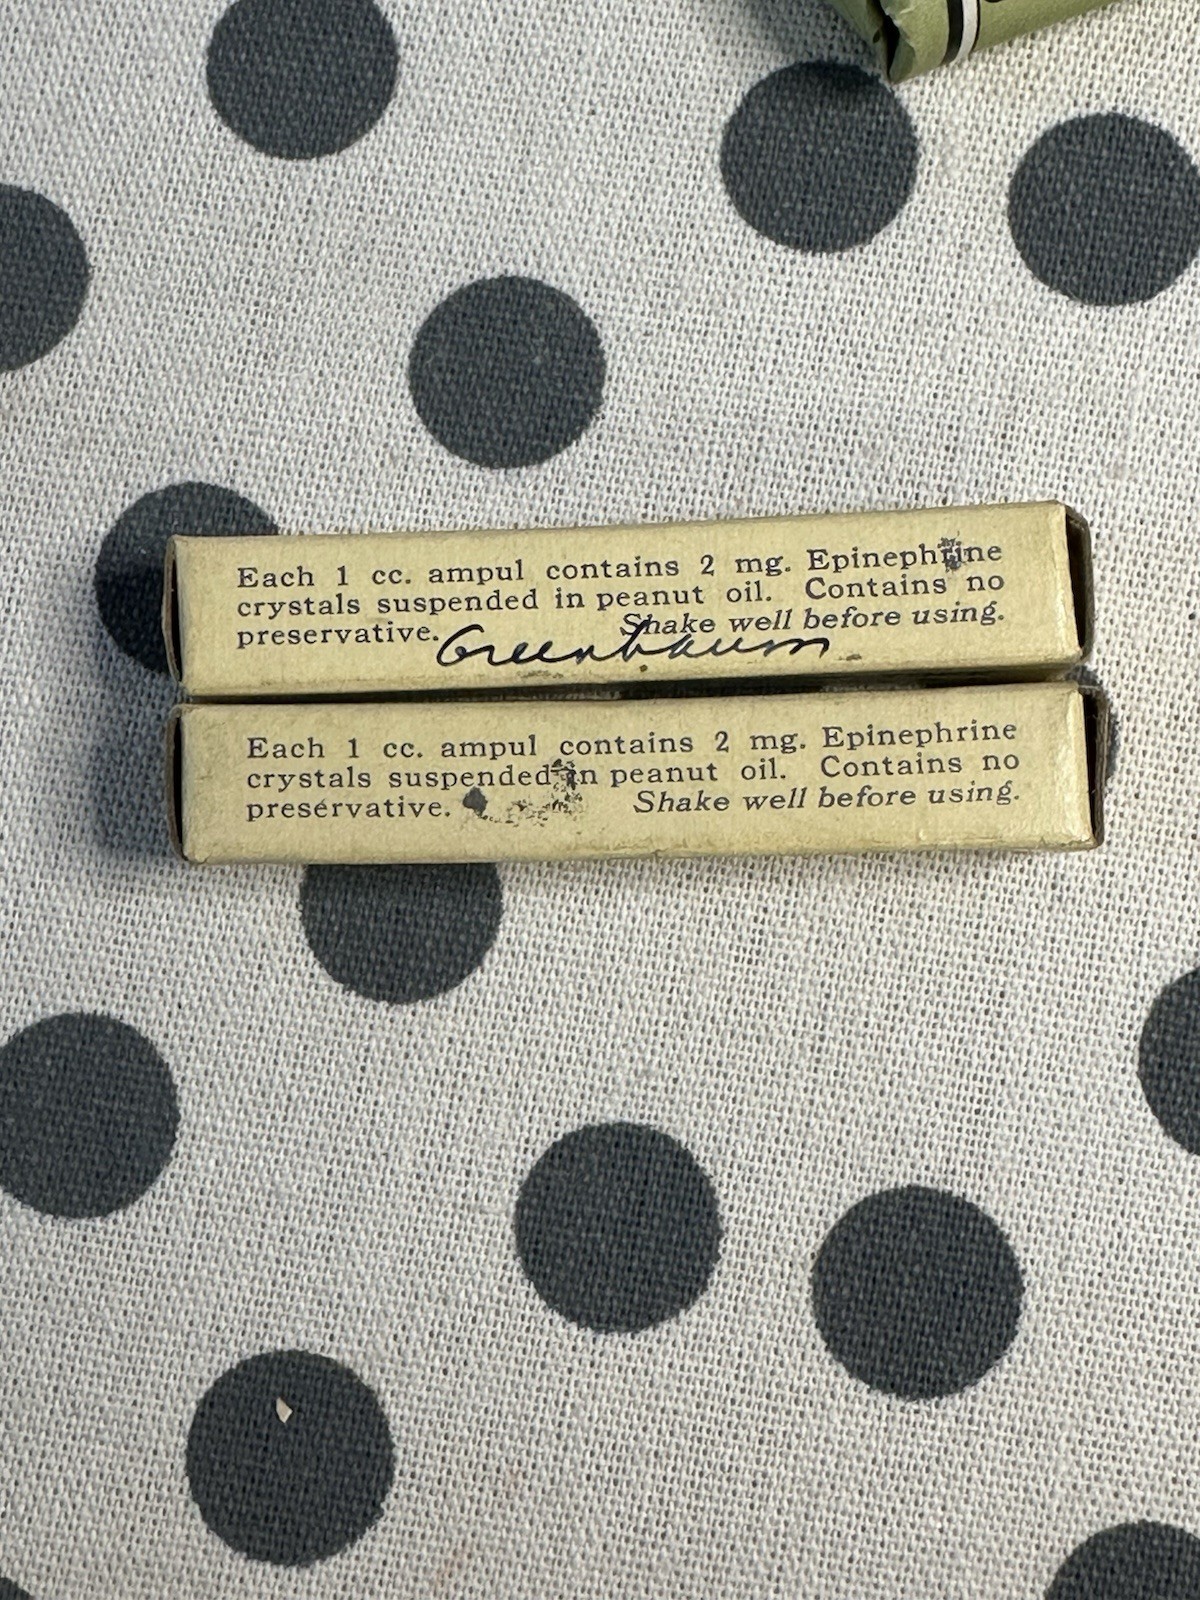 Each 1 cc. ampul contains 2 mg. Epinephrine
crystals suspended in peanut oil. Contains no
preservative. Shake well before using.
Greenbaum
Each 1 cc. ampul contains 2 mg. Epinephrine
crystals suspended in peanut oil. Contains no
preservative. Shake well before using.